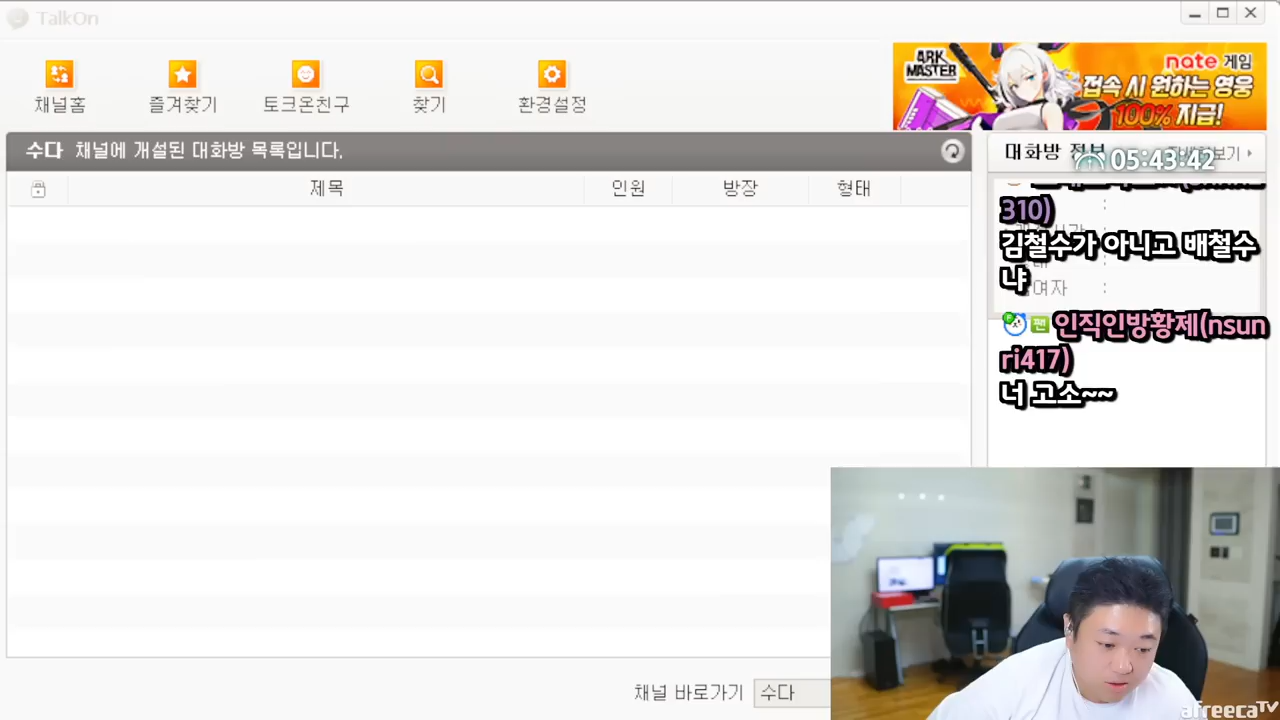 TalkOn
채널홈
즐겨찾기
토크온친구
찾기
환경설정
ARK
MASTER
nate 게임
접속 시 원하는 영웅
100% 지급!
수다 채널에 개설된 대화방 목록입니다.
제목
인원
방장
형태
대화방 정보
05:43:42
310)
김철수가 아니고 배철수
냐
팬 인직인방황제(nsun
ri417)
너 고소~~
채널 바로가기
수다
afreecaTV